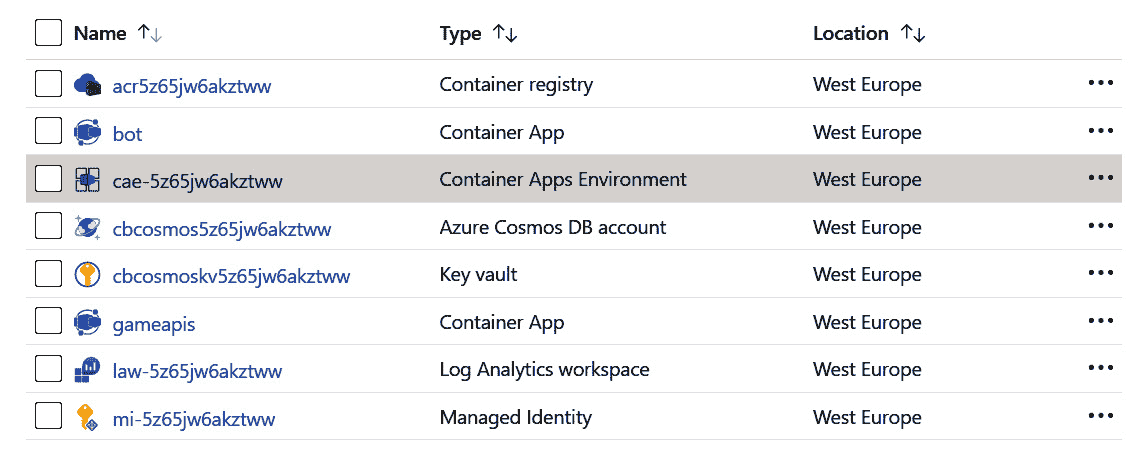 Name Type Location
acr5z65jw6akztww Container registry West Europe
bot Container App West Europe
cae-5z65jw6akztww Container Apps Environment West Europe
cbcosmos5z65jw6akztww Azure Cosmos DB account West Europe
cbcosmoskv5z65jw6akztww Key vault West Europe
gameapis Container App West Europe
law-5z65jw6akztww Log Analytics workspace West Europe
mi-5z65jw6akztww Managed Identity West Europe